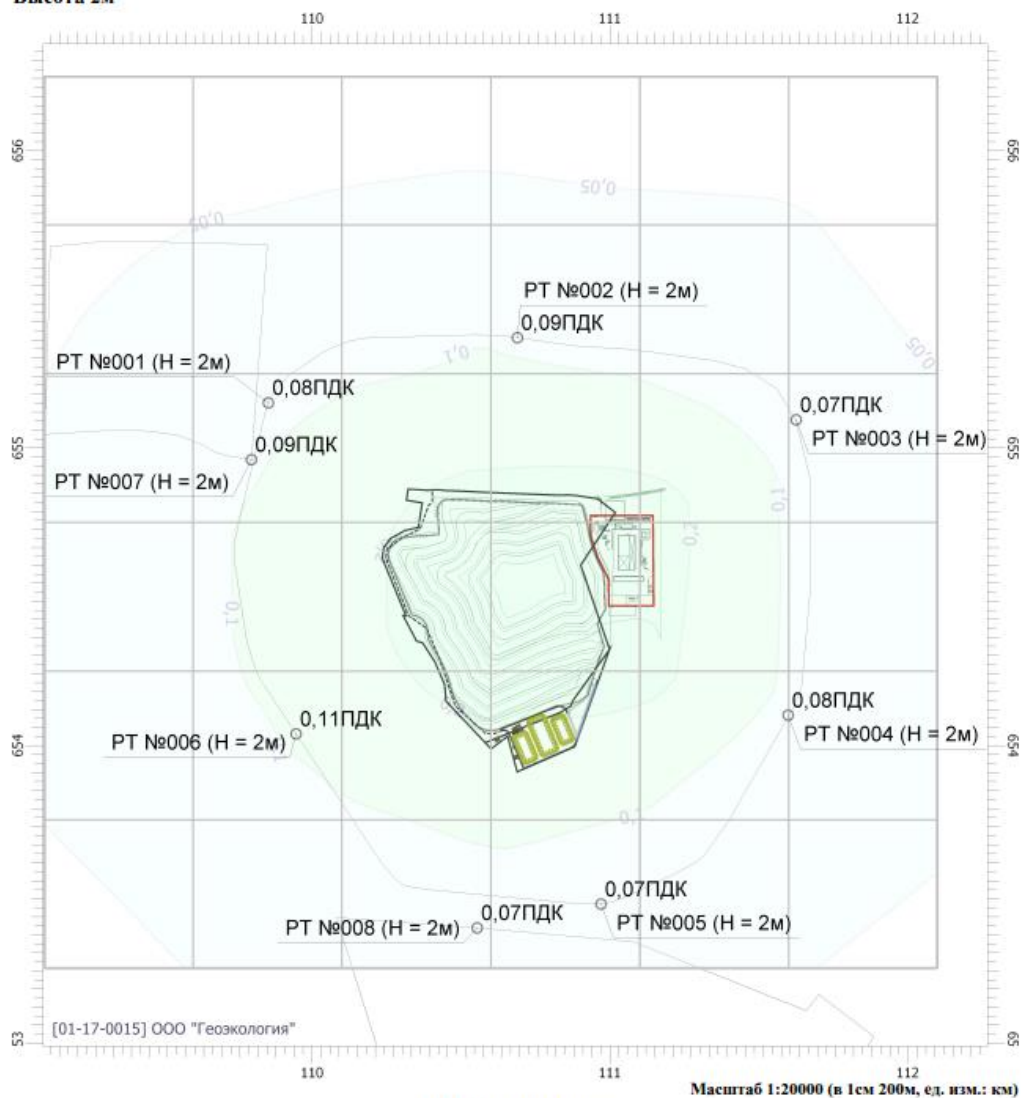 Высота 2м
110 111 112
656 656
0,05
0,05
РТ №002 (H = 2м)
0,09ПДК
0,05
0,1
РТ №001 (H = 2м)
0,08ПДК
0,07ПДК
РТ №003 (H = 2м)
655 655
0,09ПДК
РТ №007 (H = 2м)
0,1
0,2
0,1
0,08ПДК
0,11ПДК
РТ №006 (H = 2м)
РТ №004 (H = 2м)
654 654
0,07ПДК
0,07ПДК
РТ №008 (H = 2м)
РТ №005 (H = 2м)
[01-17-0015] ООО "Геоэкология"
53 65
110 111 112
Масштаб 1:20000 (в 1см 200м, ед. изм.: км)